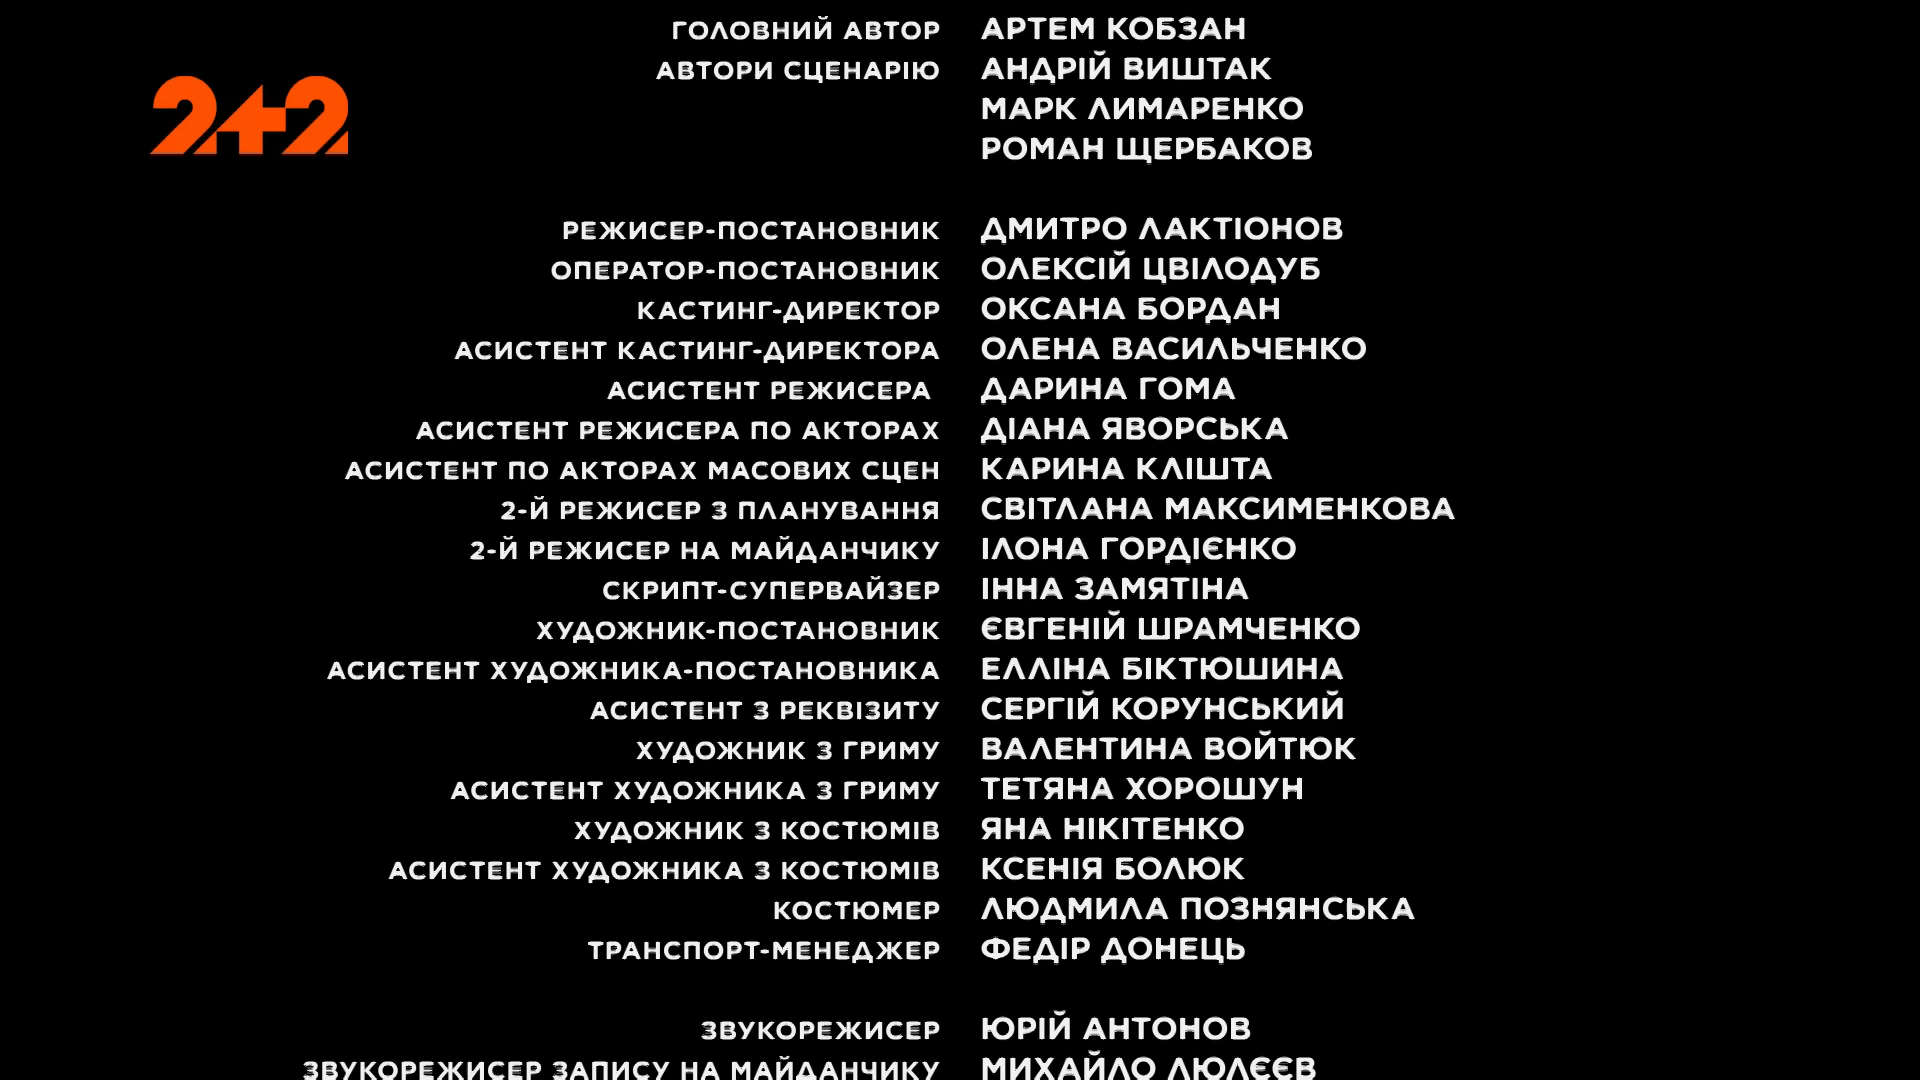 ГОЛОВНИЙ АВТОР АРТЕМ КОБЗАН
2+2
АВТОРИ СЦЕНАРІЮ АНДРІЙ ВИШТАК
МАРК ЛИМАРЕНКО
РОМАН ЩЕРБАКОВ
РЕЖИСЕР-ПОСТАНОВНИК ДМИТРО ЛАКТІОНОВ
ОПЕРАТОР-ПОСТАНОВНИК ОЛЕКСІЙ ЦВІЛОДУБ
КАСТИНГ-ДИРЕКТОР ОКСАНА БОРДАН
АСИСТЕНТ КАСТИНГ-ДИРЕКТОРА ОЛЕНА ВАСИЛЬЧЕНКО
АСИСТЕНТ РЕЖИСЕРА ДАРИНА ГОМА
АСИСТЕНТ РЕЖИСЕРА ПО АКТОРАХ ДІАНА ЯВОРСЬКА
АСИСТЕНТ ПО АКТОРАХ МАСОВИХ СЦЕН КАРИНА КЛІШТА
2-Й РЕЖИСЕР З ПЛАНУВАННЯ СВІТЛАНА МАКСИМЕНКОВА
2-Й РЕЖИСЕР НА МАЙДАНЧИКУ ІЛОНА ГОРДІЄНКО
СКРИПТ-СУПЕРВАЙЗЕР ІННА ЗАМЯТІНА
ХУДОЖНИК-ПОСТАНОВНИК ЄВГЕНІЙ ШРАМЧЕНКО
АСИСТЕНТ ХУДОЖНИКА-ПОСТАНОВНИКА ЕЛЛІНА БІКТЮШИНА
АСИСТЕНТ З РЕКВІЗИТУ СЕРГІЙ КОРУНСЬКИЙ
ХУДОЖНИК З ГРИМУ ВАЛЕНТИНА ВОЙТЮК
АСИСТЕНТ ХУДОЖНИКА З ГРИМУ ТЕТЯНА ХОРОШУН
ХУДОЖНИК З КОСТЮМІВ ЯНА НІКІТЕНКО
АСИСТЕНТ ХУДОЖНИКА З КОСТЮМІВ КСЕНІЯ БОЛЮК
КОСТЮМЕР ЛЮДМИЛА ПОЗНЯНСЬКА
ТРАНСПОРТ-МЕНЕДЖЕР ФЕДІР ДОНЕЦЬ
ЗВУКОРЕЖИСЕР ЮРІЙ АНТОНОВ
ЗВУКОРЕЖИСЕР ЗАПИСУ НА МАЙДАНЧИКУ МИХАЙЛО ЛЮЛЄЄВ